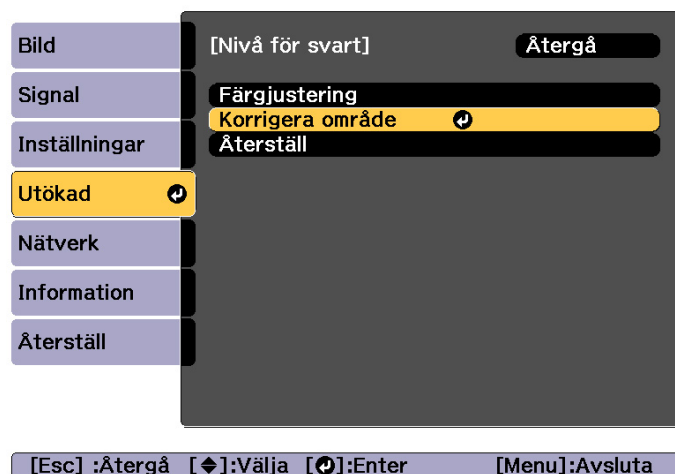 Bild
Signal
Inställningar
Utökad
Nätverk
Information
Återställ
[Nivå för svart] Återgå
Färgjustering
Korrigera område
Återställ
[Esc] :Återgå [◆]:Välja [↵]:Enter [Menu]:Avsluta